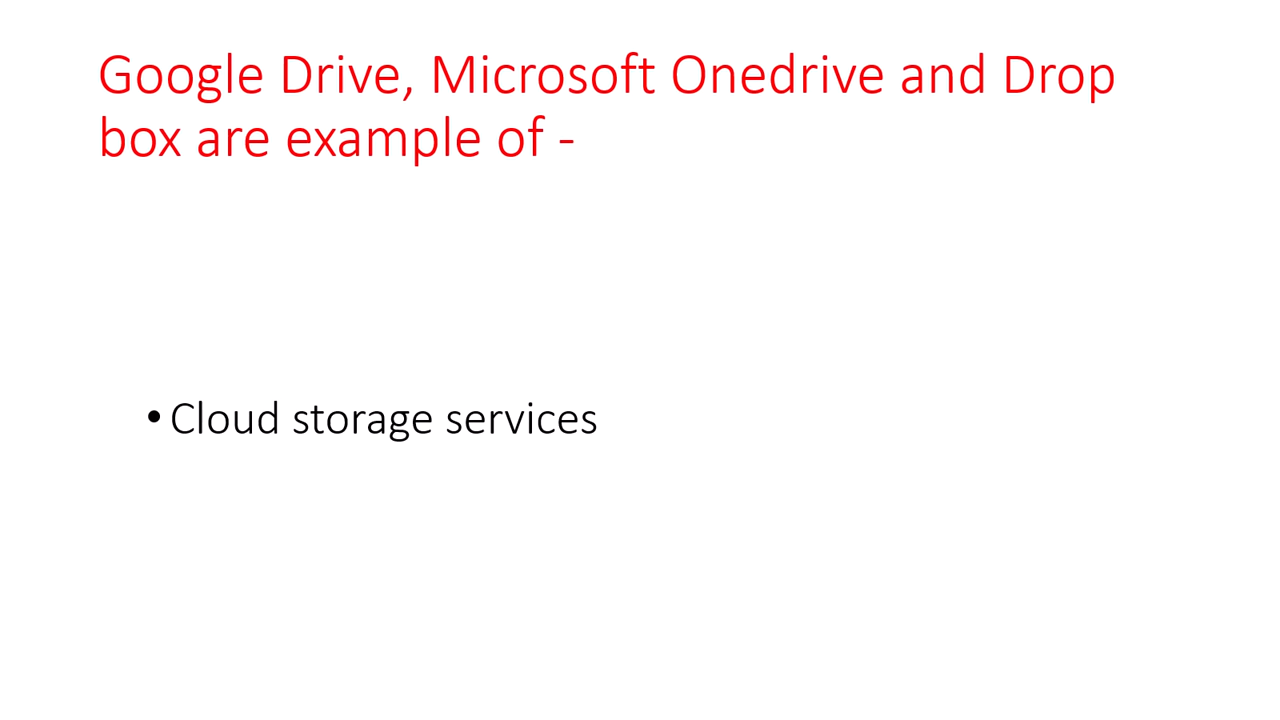 Google Drive, Microsoft Onedrive and Drop
box are example of -
• Cloud storage services